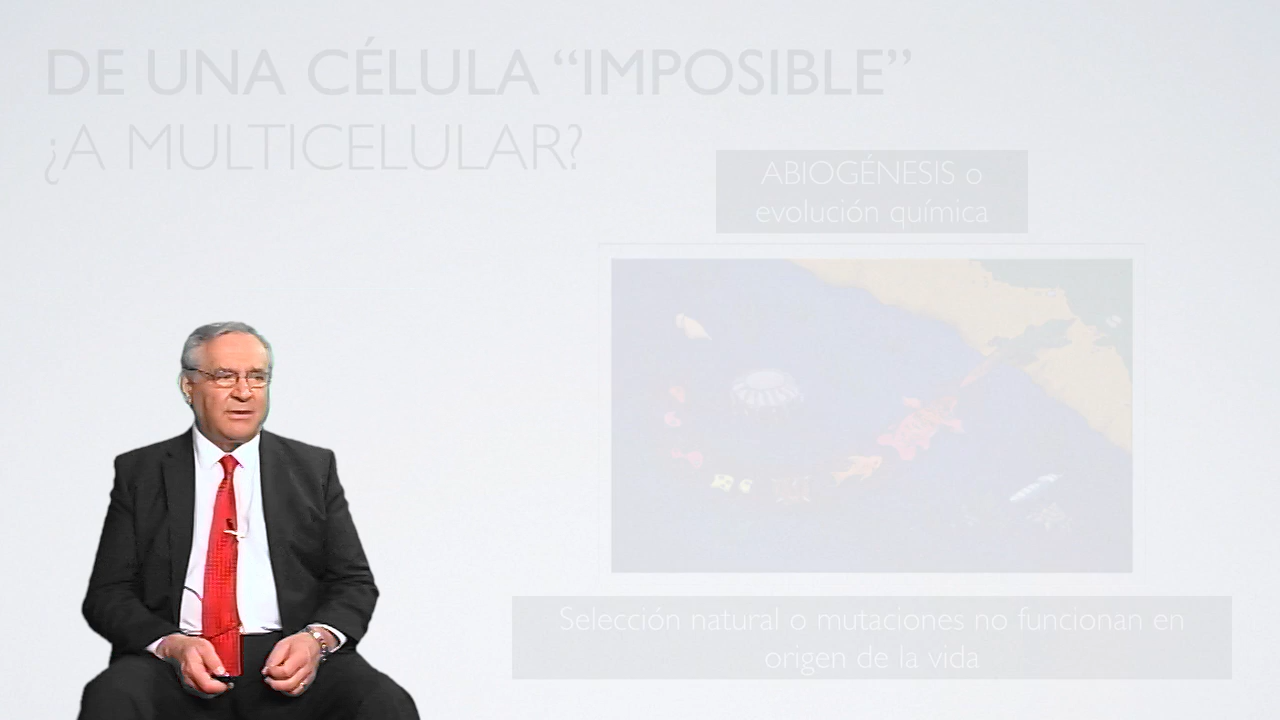 DE UNA CÉLULA “IMPOSIBLE”
¿A MULTICELULAR?
ABIOGÉNESIS o
evolución química
Selección natural o mutaciones no funcionan en
origen de la vida